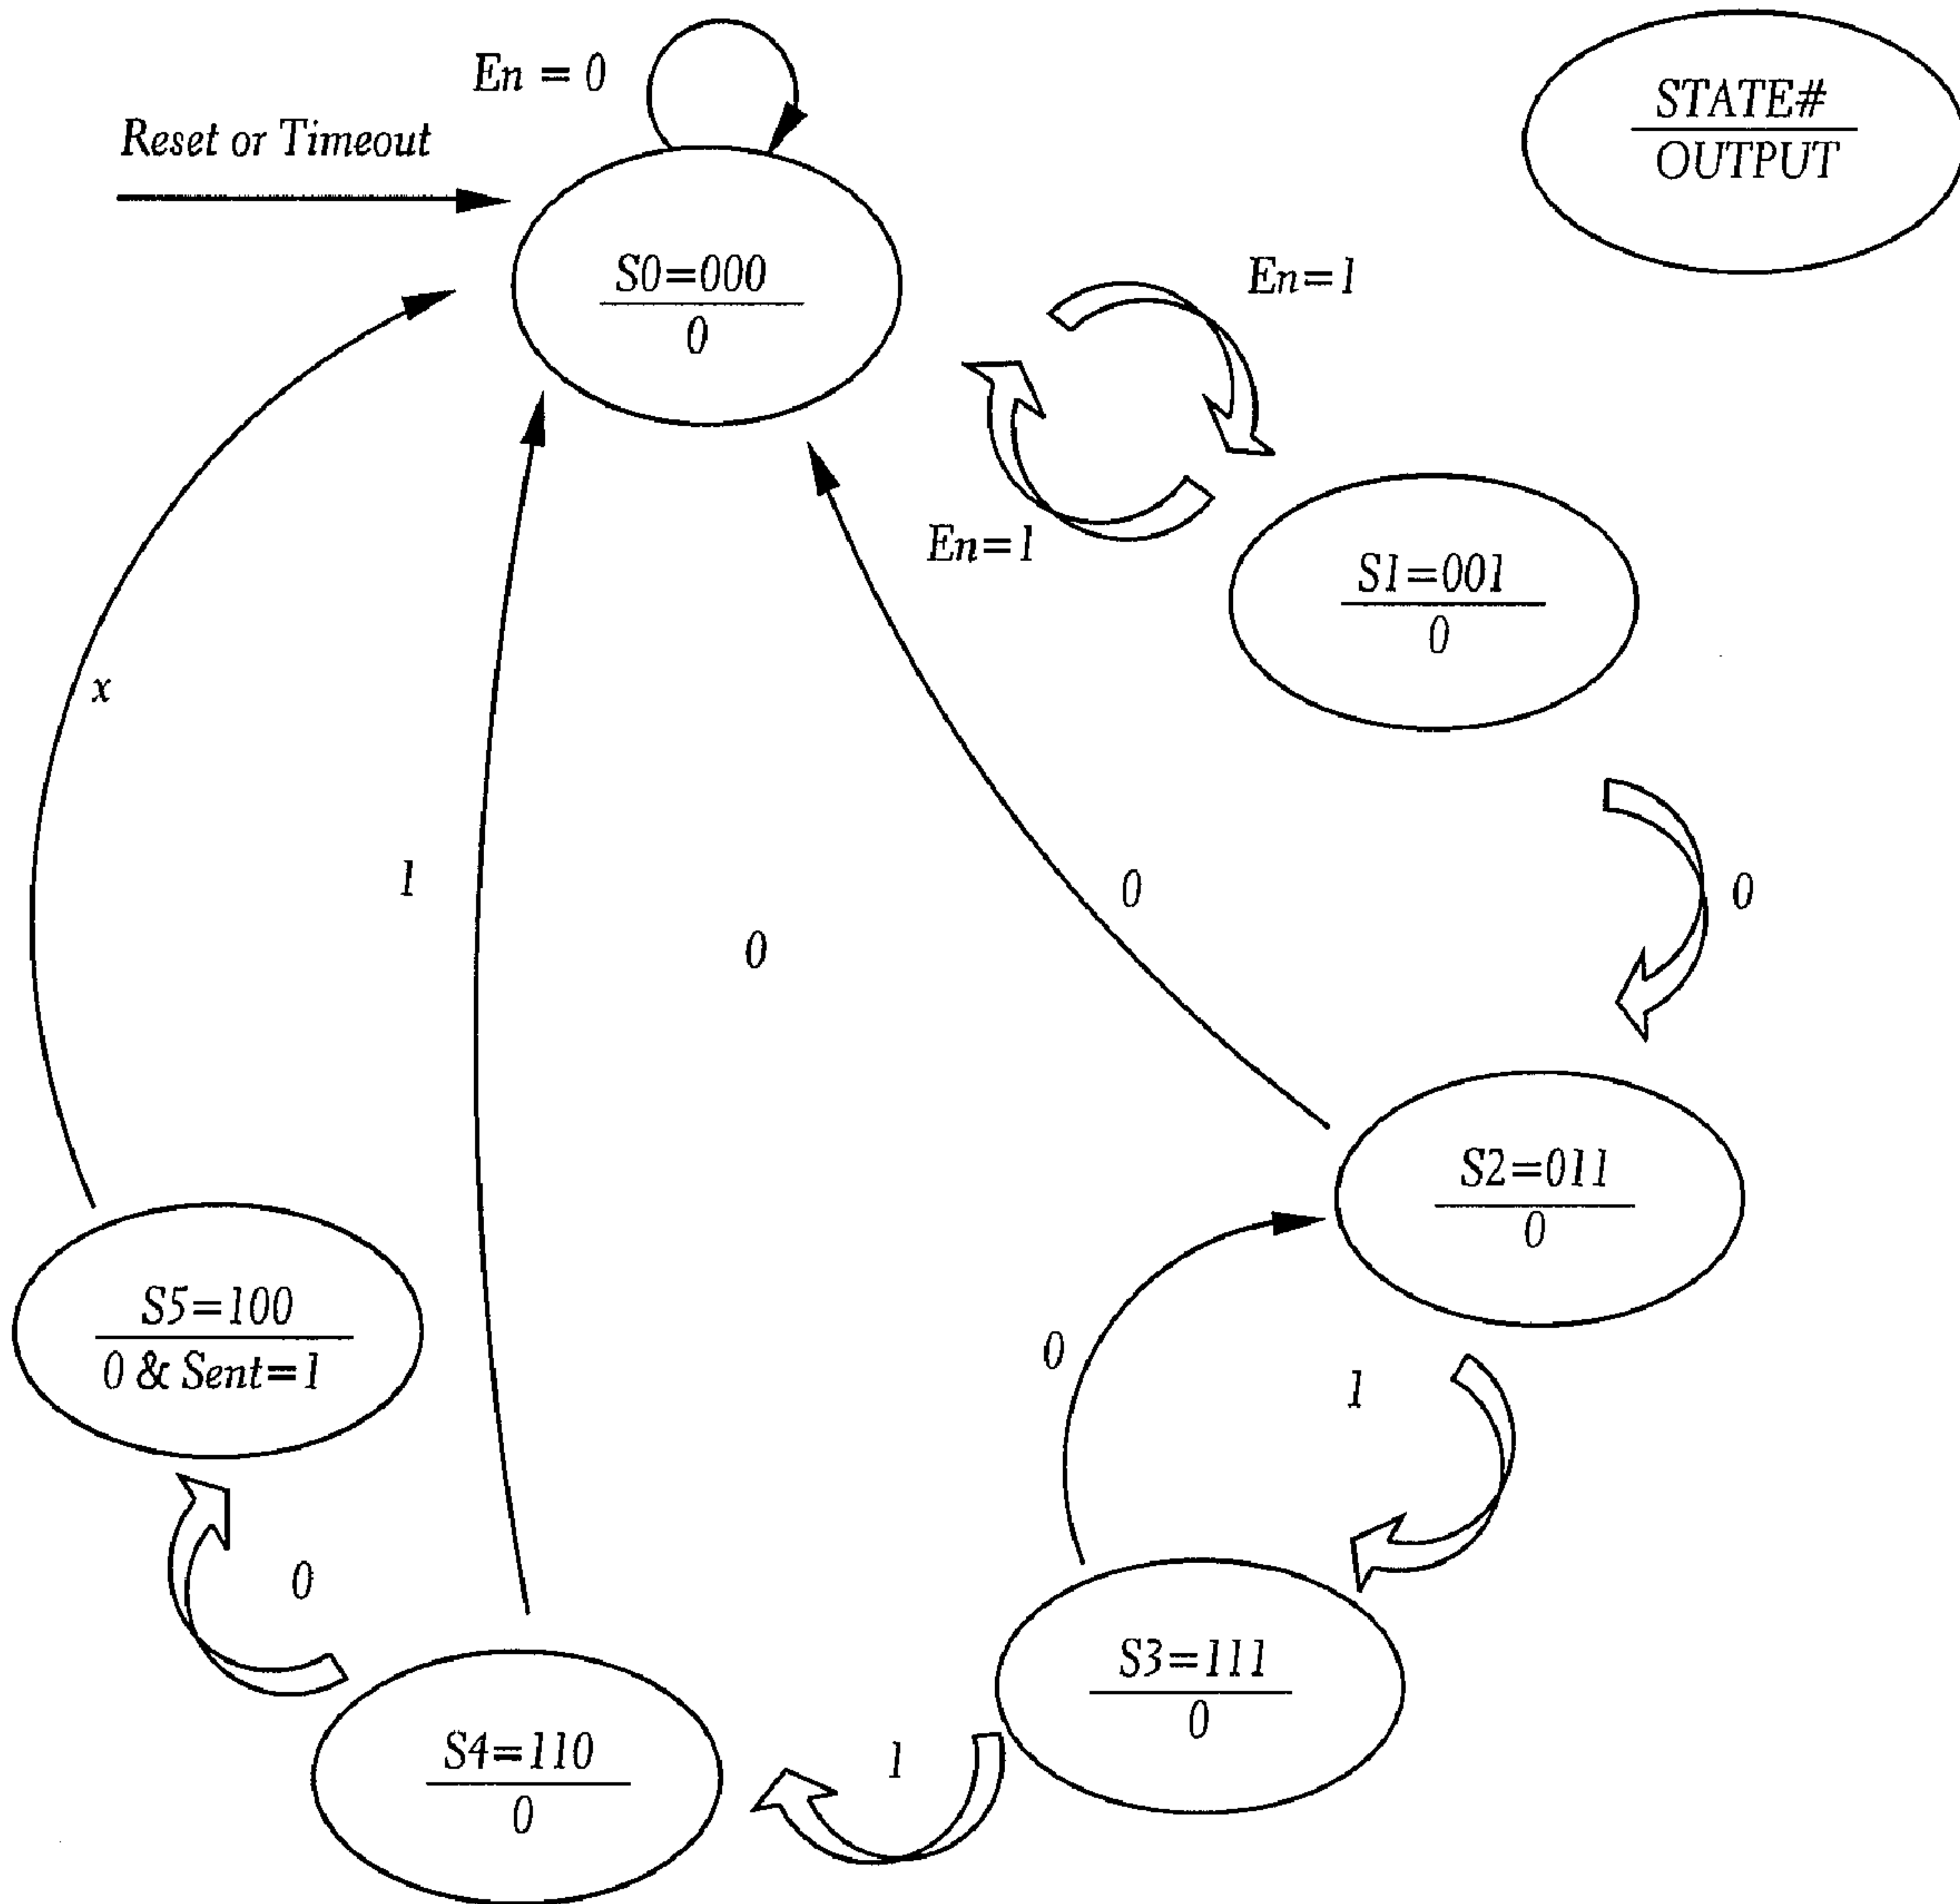 En = 0
Reset or Timeout
STATE#
OUTPUT
S0=000
0
En=1
En=1
S1=001
0
x
1
0
0
0
S2=011
0
S5=100
0 & Sent=1
0
1
0
S3=111
0
1
S4=110
0